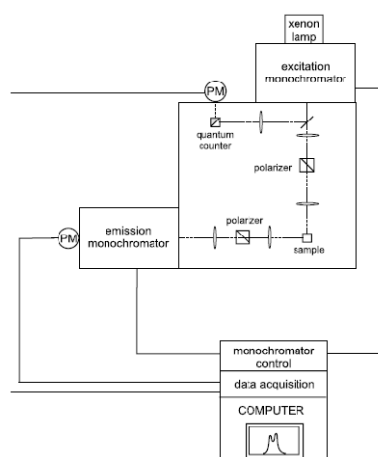 xenon
lamp
excitation
monochromator
PM
quantum
counter
polarizer
emission
monochromator
PM
polarizer
sample
monochromator
control
data acquisition
COMPUTER